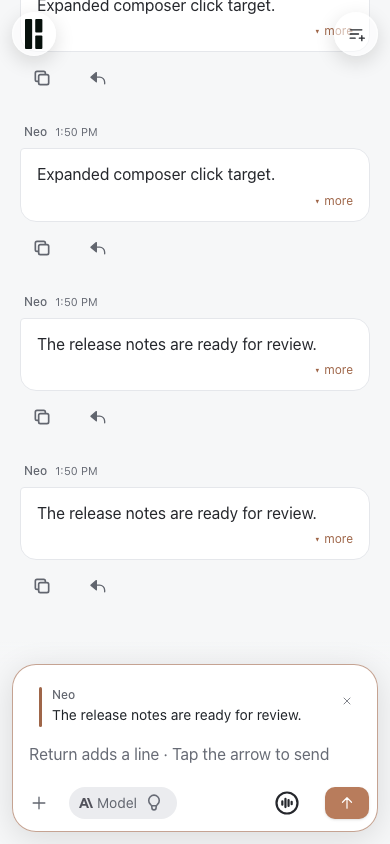 Expanded composer click target.
more
Neo 1:50 PM
Expanded composer click target.
more
Neo 1:50 PM
The release notes are ready for review.
more
Neo 1:50 PM
The release notes are ready for review.
more
Neo
The release notes are ready for review.
Return adds a line · Tap the arrow to send
Model